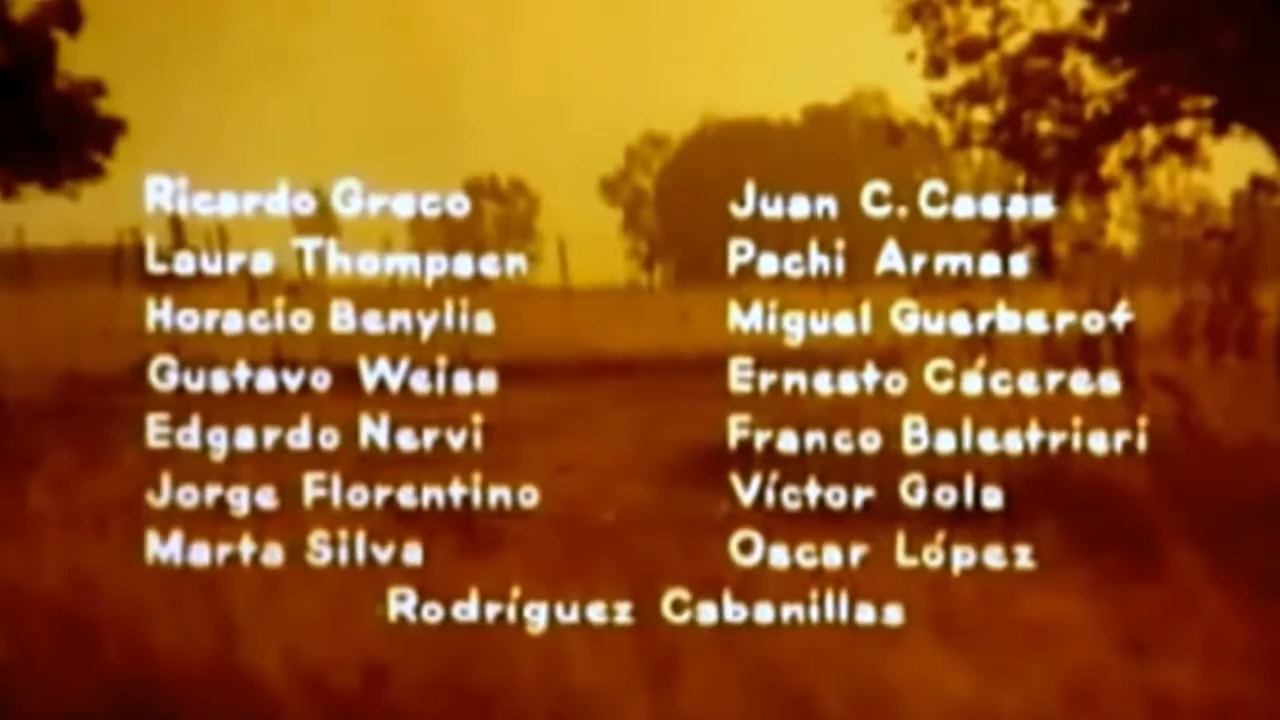 Ricardo Greco
Laura Thompson
Horacio Benylis
Gustavo Weiss
Edgardo Nervi
Jorge Florentino
Marta Silva
Juan C. Casas
Pachi Armas
Miguel Guerberof
Ernesto Cáceres
Franco Balestrieri
Víctor Gola
Oscar López
Rodríguez Cabanillas